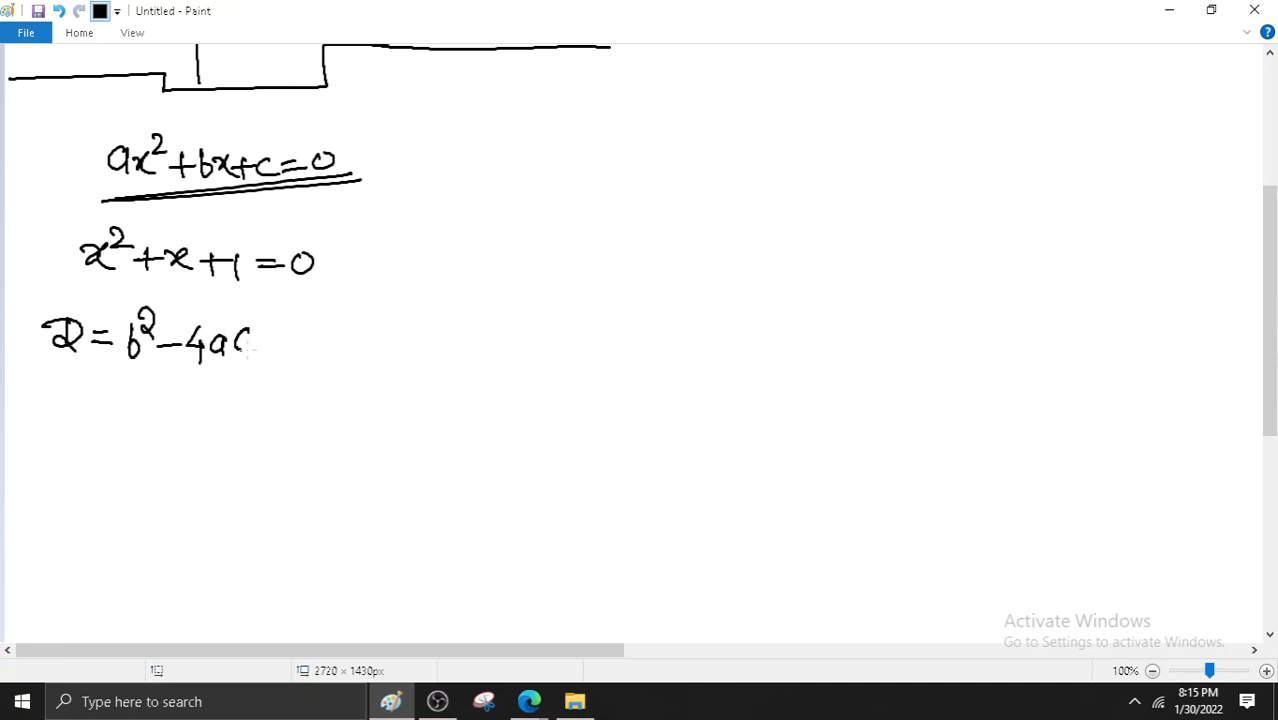 Untitled - Paint
File Home View
ax²+bx+c=0
x²+x+1=0
D=b²-4ac
Activate Windows
Go to Settings to activate Windows.
2720 × 1430px
100%
Type here to search
8:15 PM
1/30/2022